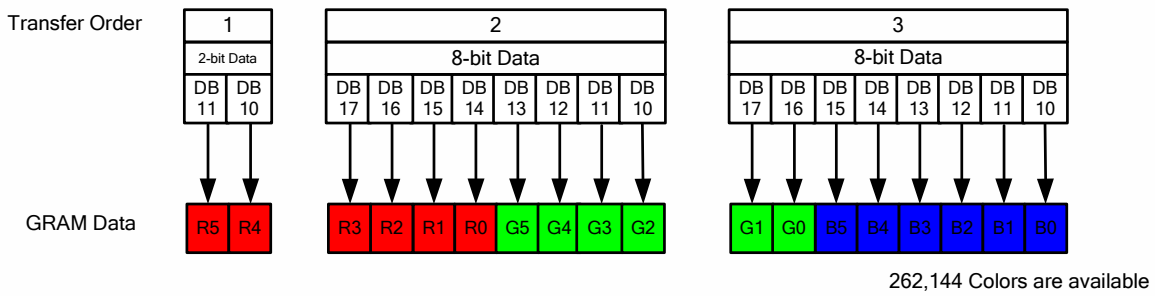 Transfer Order 1 2 3
2-bit Data 8-bit Data 8-bit Data
DB DB DB DB DB DB DB DB DB DB DB DB DB DB DB DB DB DB
11 10 17 16 15 14 13 12 11 10 17 16 15 14 13 12 11 10
GRAM Data R5 R4 R3 R2 R1 R0 G5 G4 G3 G2 G1 G0 B5 B4 B3 B2 B1 B0
262,144 Colors are available